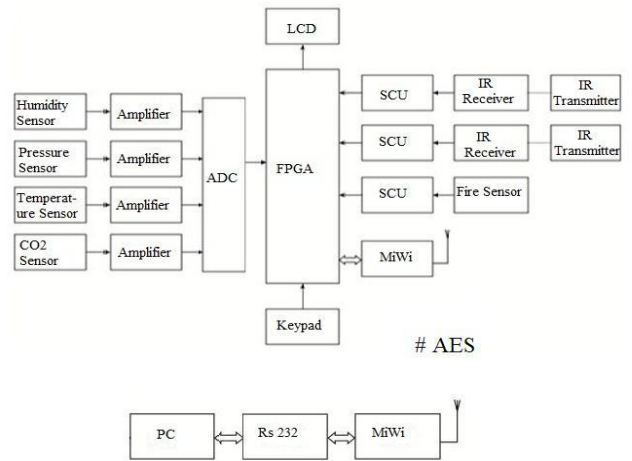 LCD
Humidity
Sensor
Amplifier
Pressure
Sensor
Amplifier
Temperat-
ure Sensor
Amplifier
CO2
Sensor
Amplifier
ADC
FPGA
SCU
IR
Receiver
IR
Transmitter
SCU
IR
Receiver
IR
Transmitter
SCU
Fire Sensor
MiWi
Keypad
# AES
PC
Rs 232
MiWi